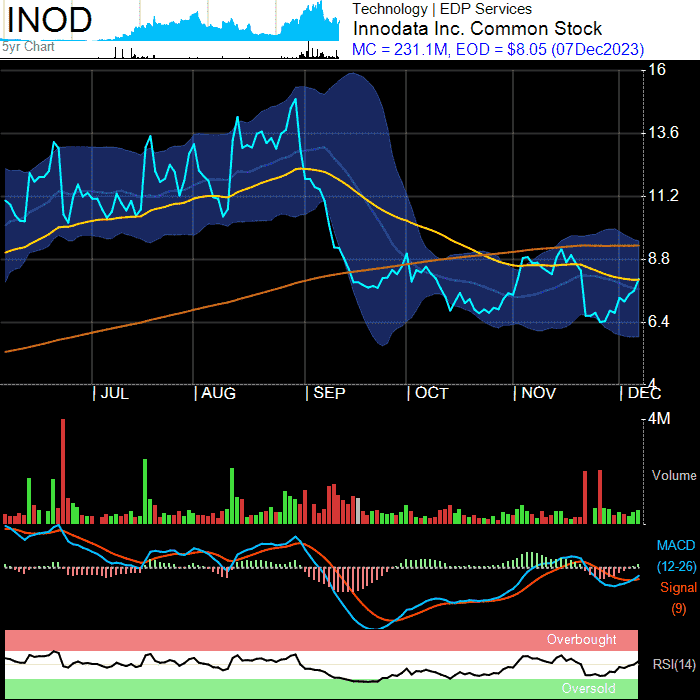 INOD
5yr Chart
Technology | EDP Services
Innodata Inc. Common Stock
MC = 231.1M, EOD = $8.05 (07Dec2023)
16
13.6
11.2
8.8
6.4
4
| JUL | AUG | SEP | OCT | NOV | DEC
4M
Volume
MACD
(12-26)
Signal
(9)
Overbought
RSI(14)
Oversold